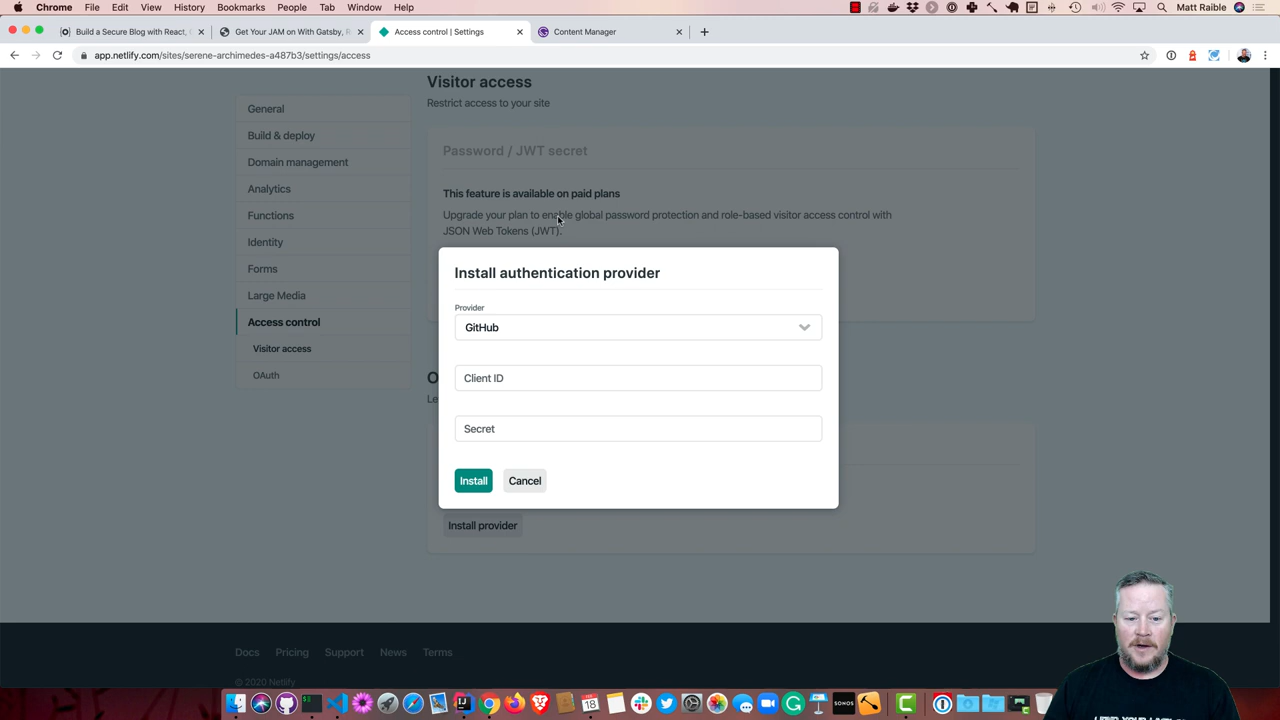 Chrome File Edit View History Bookmarks People Tab Window Help Matt Raible
Build a Secure Blog with React, Get Your JAM on With Gatsby, R Access control | Settings Content Manager
app.netlify.com/sites/serene-archimedes-a487b3/settings/access
Visitor access
Restrict access to your site
General
Build & deploy
Domain management
Analytics
Functions
Identity
Forms
Large Media
Access control
Visitor access
OAuth
Password / JWT secret
This feature is available on paid plans
Upgrade your plan to enable global password protection and role-based visitor access control with
JSON Web Tokens (JWT).
Install authentication provider
Provider
GitHub
Client ID
Secret
Install Cancel
O
Le
Install provider
Docs Pricing Support News Terms
© 2020 Netlify
18
SONOS